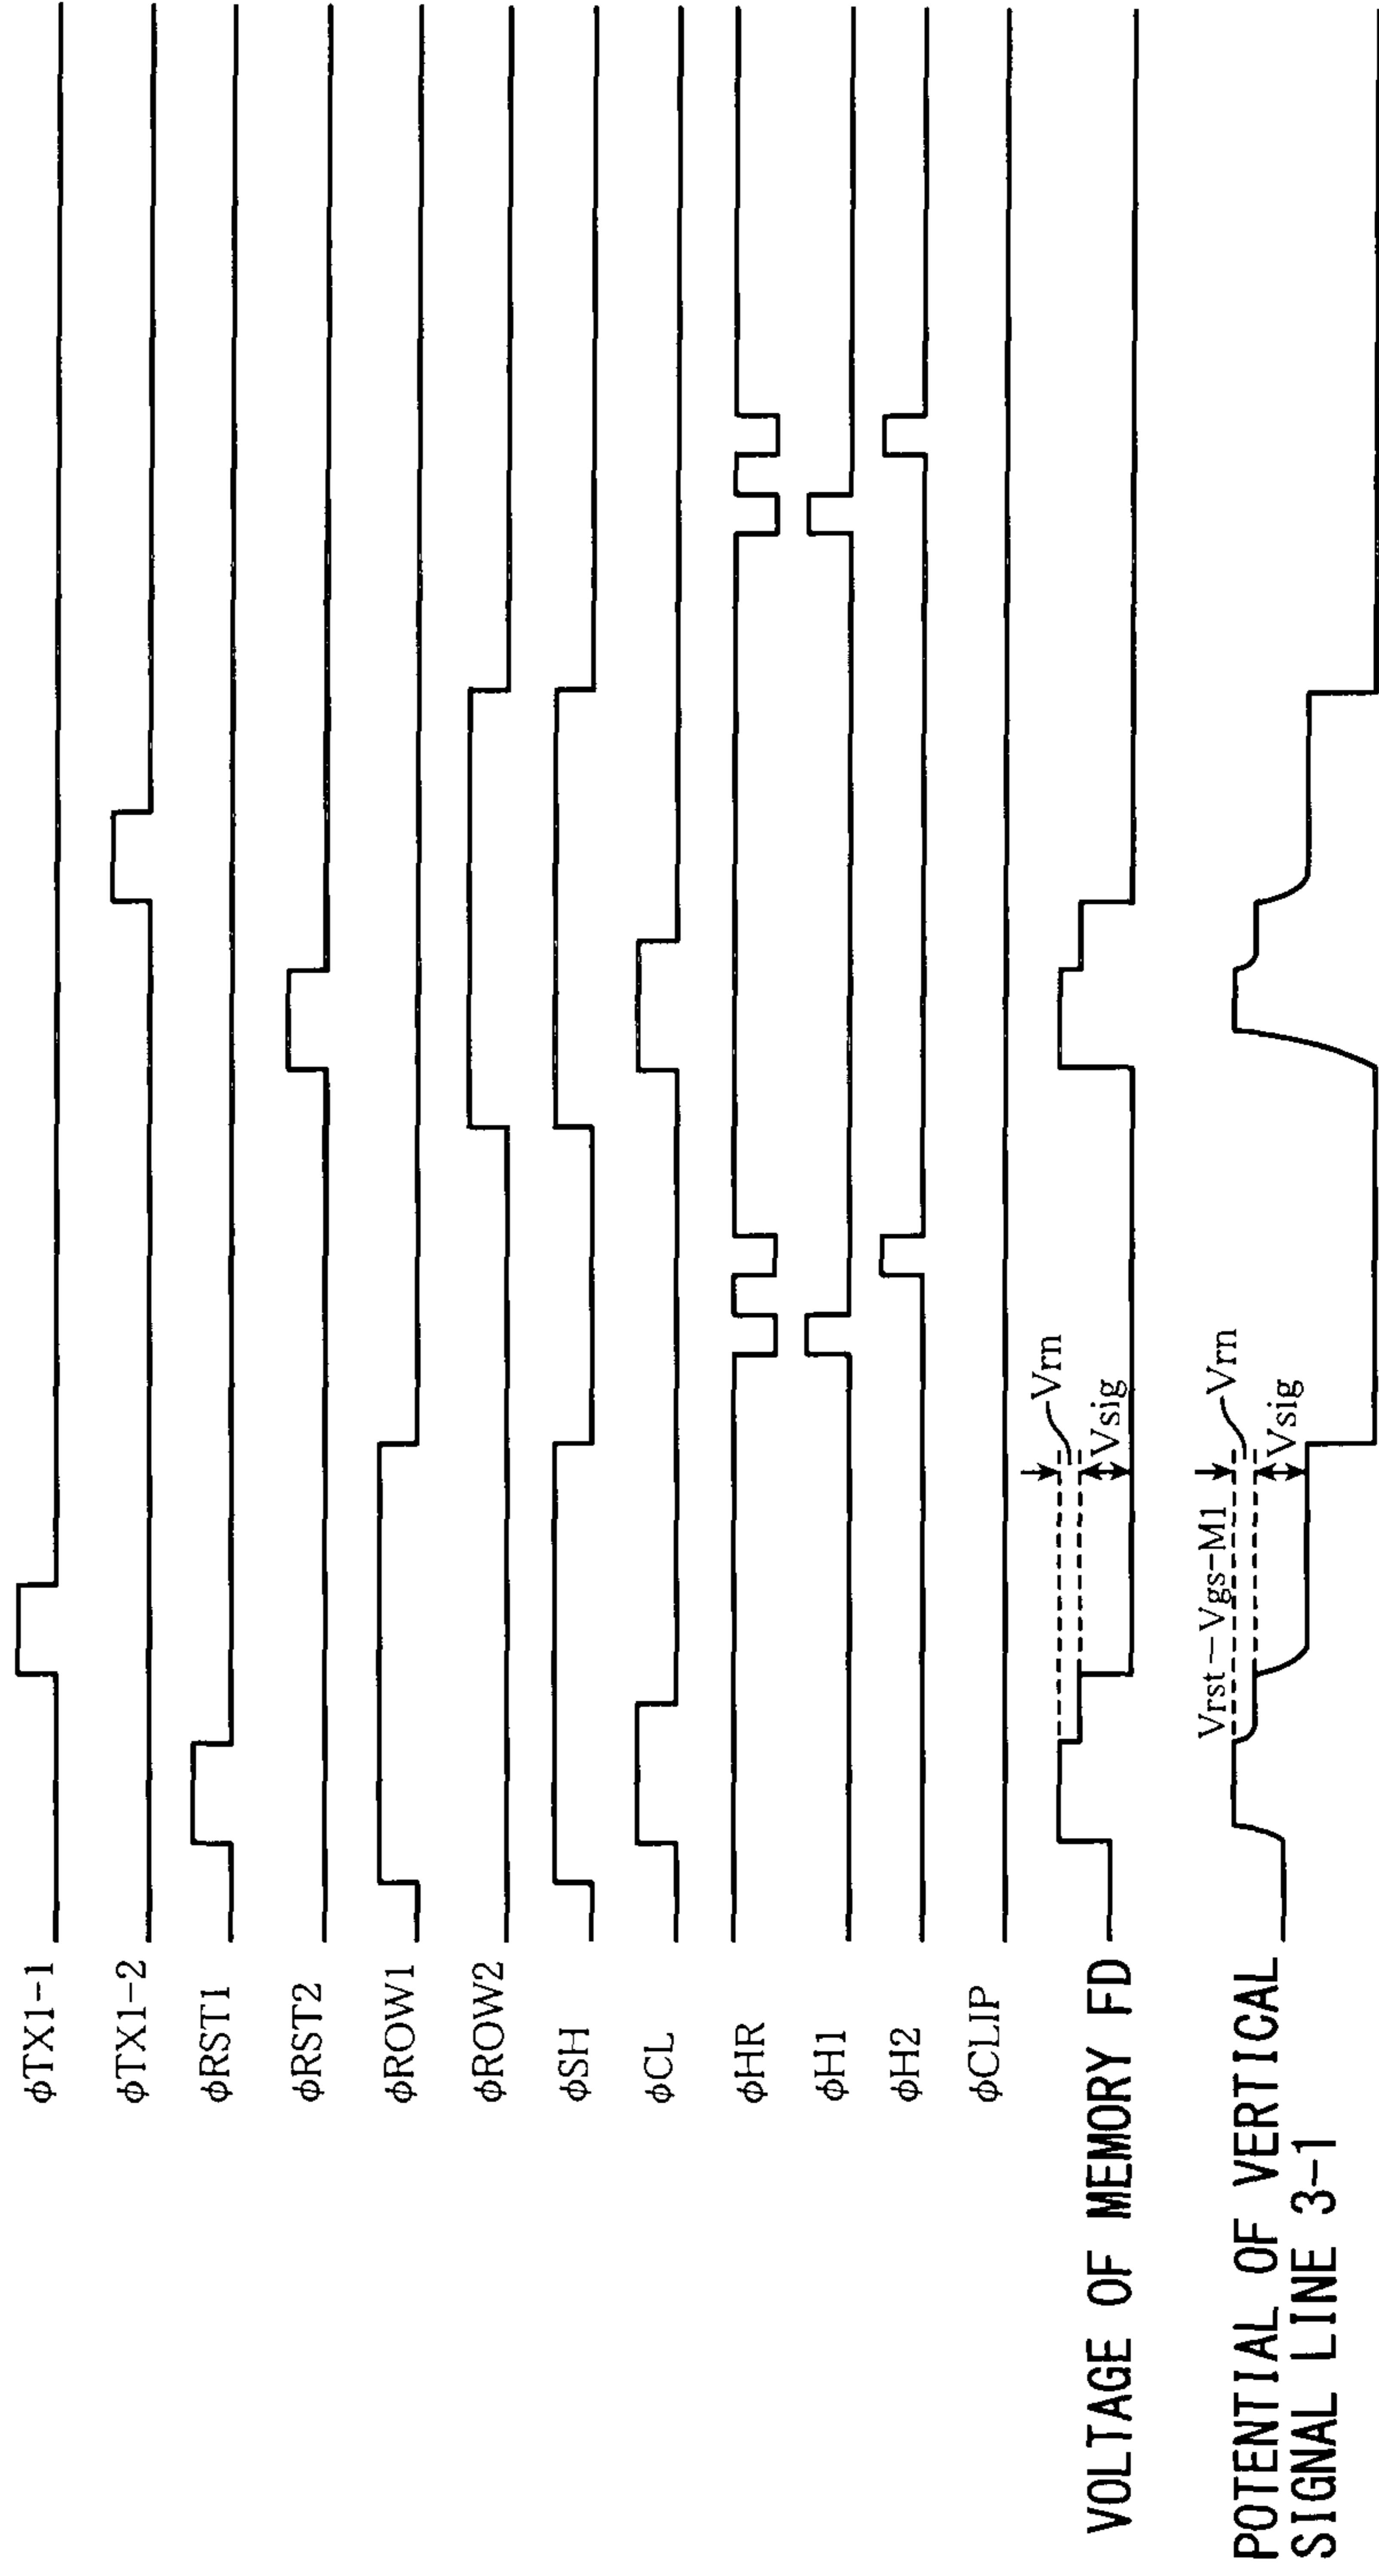 φTX1-1
φTX1-2
φRST1
φRST2
φROW1
φROW2
φSH
φCL
φHR
φH1
φH2
φCLIP
VOLTAGE OF MEMORY FD
Vrn
Vsig
POTENTIAL OF VERTICAL
SIGNAL LINE 3-1
Vrst-Vgs-M1
Vrn
Vsig